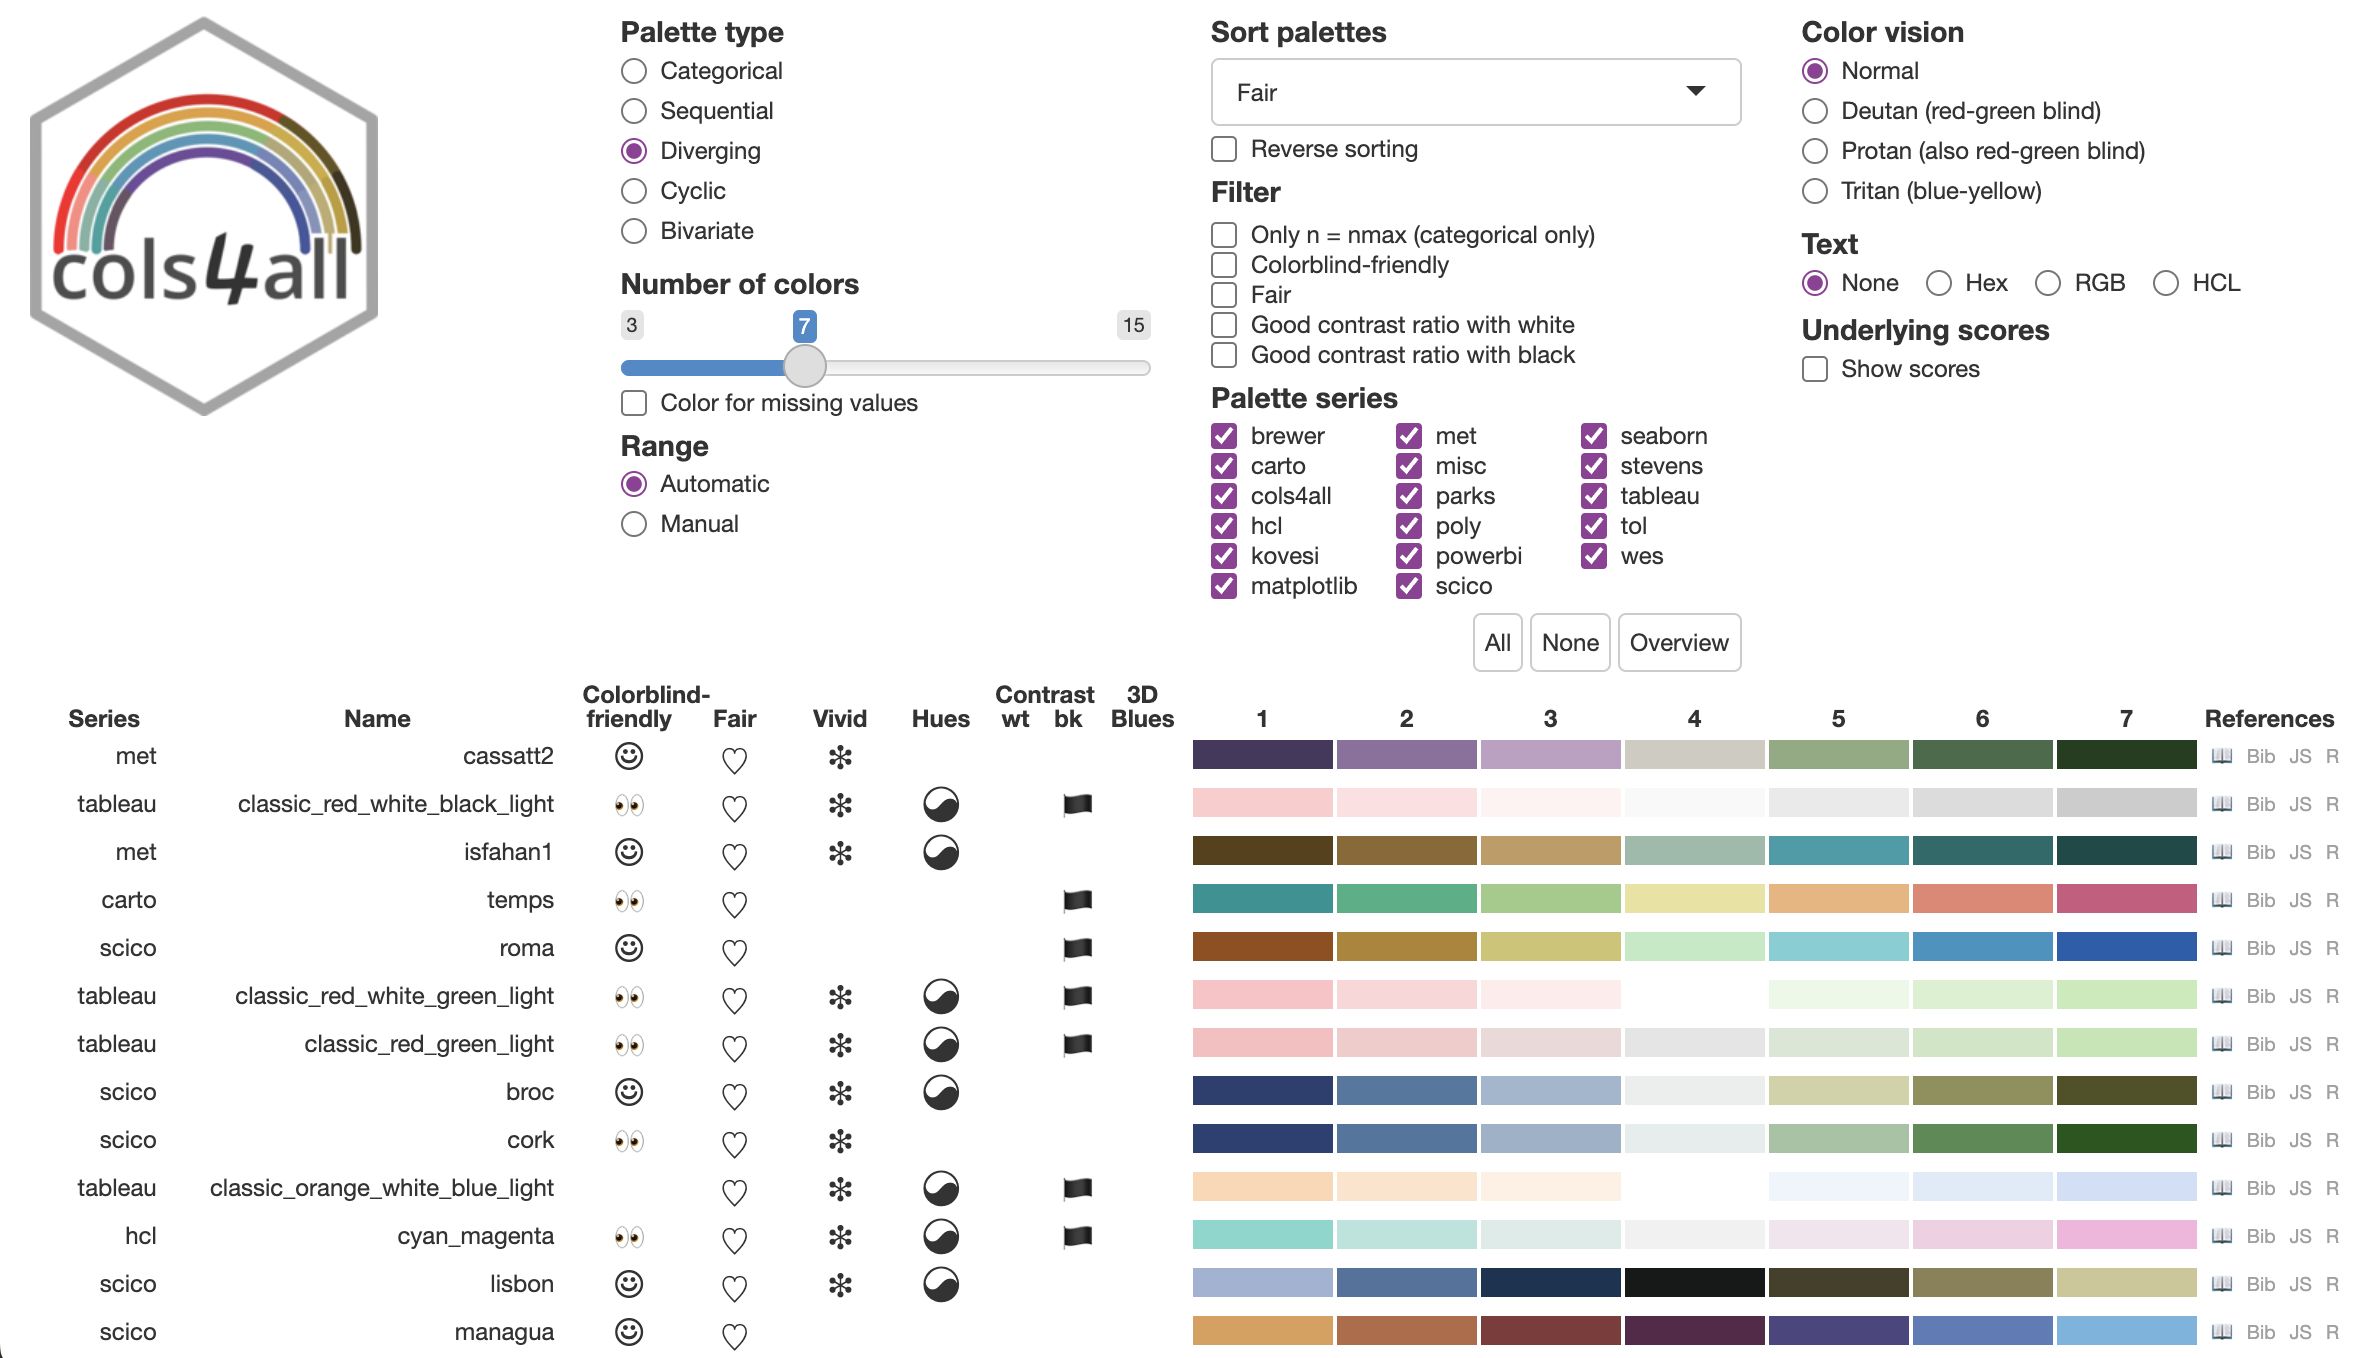 cols4all
Palette type
Categorical
Sequential
Diverging
Cyclic
Bivariate
Number of colors
3 7 15
Color for missing values
Range
Automatic
Manual
Sort palettes
Fair
Reverse sorting
Filter
Only n = nmax (categorical only)
Colorblind-friendly
Fair
Good contrast ratio with white
Good contrast ratio with black
Palette series
brewer met seaborn
carto misc stevens
cols4all parks tableau
hcl poly tol
kovesi powerbi wes
matplotlib scico
All None Overview
Color vision
Normal
Deutan (red-green blind)
Protan (also red-green blind)
Tritan (blue-yellow)
Text
None Hex RGB HCL
Underlying scores
Show scores
Colorblind- Contrast 3D
Series Name friendly Fair Vivid Hues wt bk Blues 1 2 3 4 5 6 7 References
met cassatt2 Bib JS R
tableau classic_red_white_black_light Bib JS R
met isfahan1 Bib JS R
carto temps Bib JS R
scico roma Bib JS R
tableau classic_red_white_green_light Bib JS R
tableau classic_red_green_light Bib JS R
scico broc Bib JS R
scico cork Bib JS R
tableau classic_orange_white_blue_light Bib JS R
hcl cyan_magenta Bib JS R
scico lisbon Bib JS R
scico managua Bib JS R